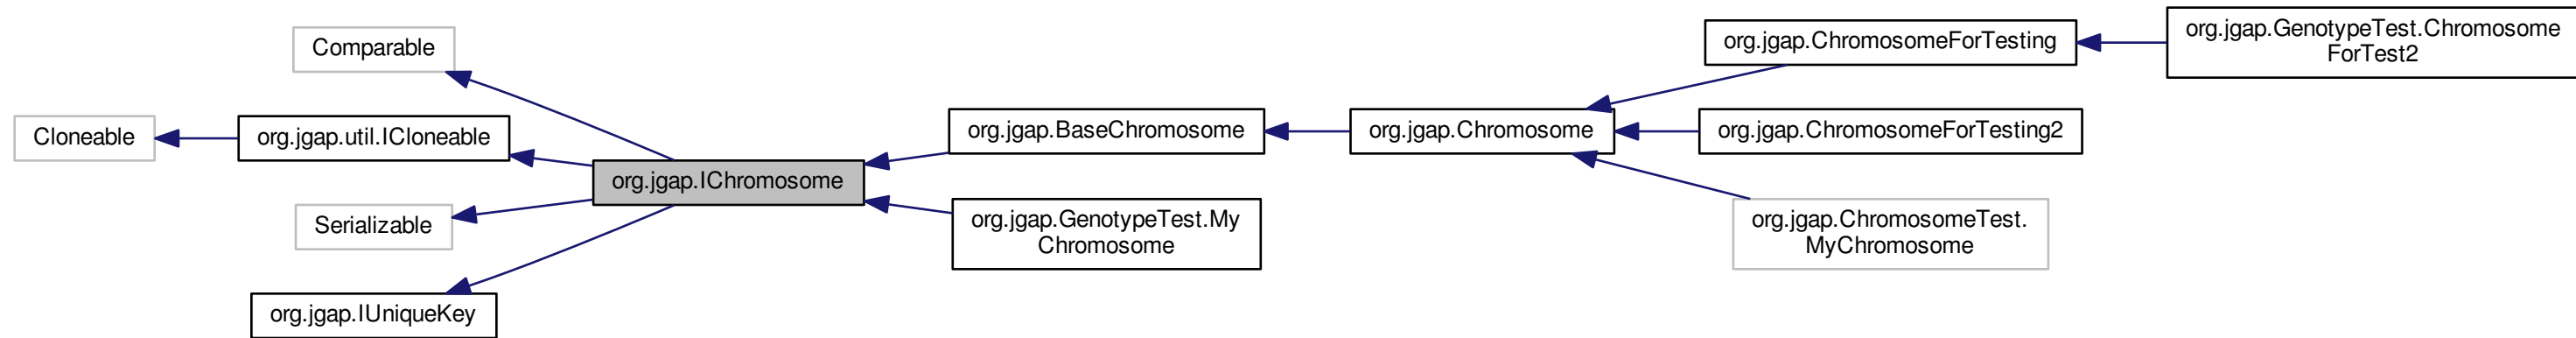 Comparable
Cloneable
org.jgap.util.ICloneable
Serializable
org.jgap.IUniqueKey
org.jgap.IChromosome
org.jgap.BaseChromosome
org.jgap.GenotypeTest.My
Chromosome
org.jgap.Chromosome
org.jgap.ChromosomeForTesting
org.jgap.ChromosomeForTesting2
org.jgap.ChromosomeTest.
MyChromosome
org.jgap.GenotypeTest.Chromosome
ForTest2